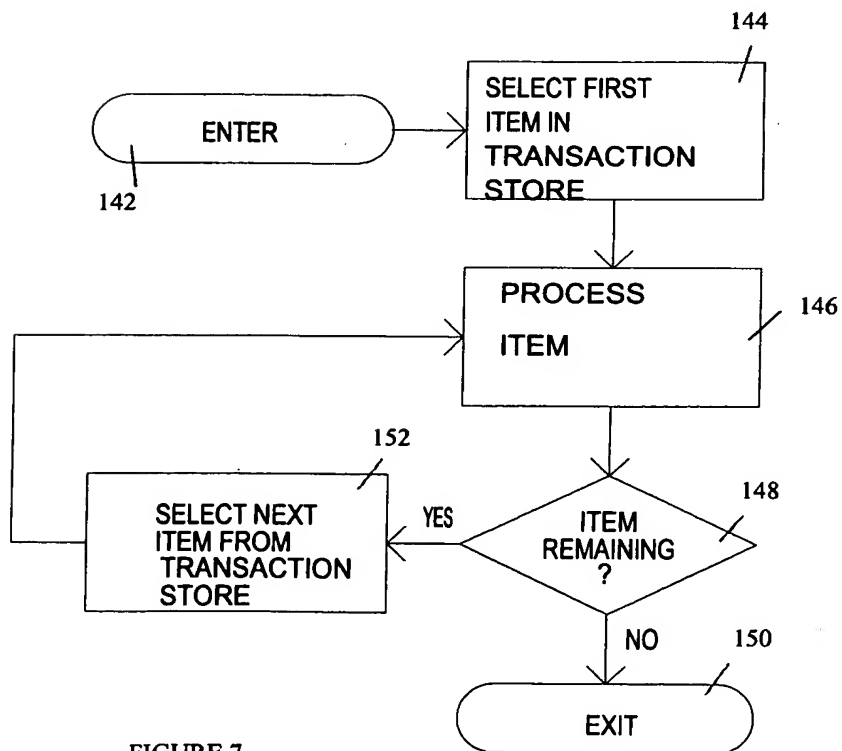 144
SELECT FIRST
ITEM IN
TRANSACTION
STORE
ENTER
142
PROCESS
ITEM
146
152
SELECT NEXT
ITEM FROM
TRANSACTION
STORE
YES
ITEM
REMAINING
?
148
NO
150
EXIT
FIGURE 7